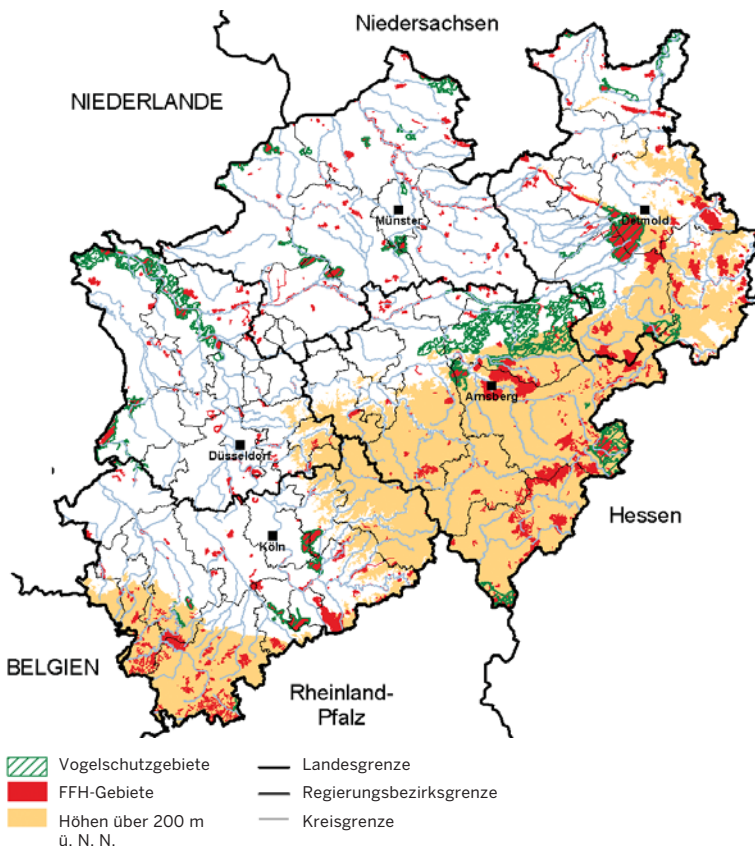 Niedersachsen
NIEDERLANDE
Münster
Detmold
Arnsberg
Düsseldorf
Hessen
Köln
BELGIEN
Rheinland-
Pfalz
Vogelschutzgebiete
FFH-Gebiete
Höhen über 200 m
ü. N. N.
Landesgrenze
Regierungsbezirksgrenze
Kreisgrenze